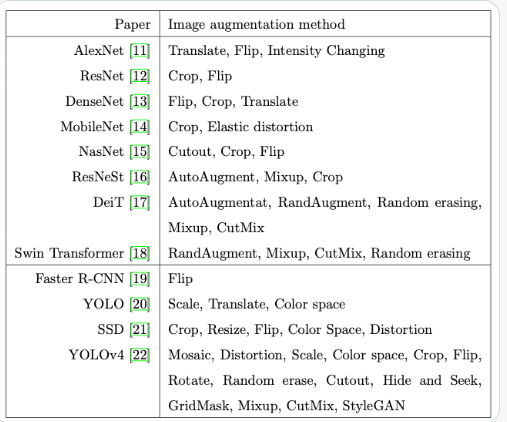 Paper Image augmentation method
AlexNet [11] Translate, Flip, Intensity Changing
ResNet [12] Crop, Flip
DenseNet [13] Flip, Crop, Translate
MobileNet [14] Crop, Elastic distortion
NasNet [15] Cutout, Crop, Flip
ResNeSt [16] AutoAugment, Mixup, Crop
DeiT [17] AutoAugmentat, RandAugment, Random erasing,
Mixup, CutMix
Swin Transformer [18] RandAugment, Mixup, CutMix, Random erasing
Faster R-CNN [19] Flip
YOLO [20] Scale, Translate, Color space
SSD [21] Crop, Resize, Flip, Color Space, Distortion
YOLOv4 [22] Mosaic, Distortion, Scale, Color space, Crop, Flip,
Rotate, Random erase, Cutout, Hide and Seek,
GridMask, Mixup, CutMix, StyleGAN